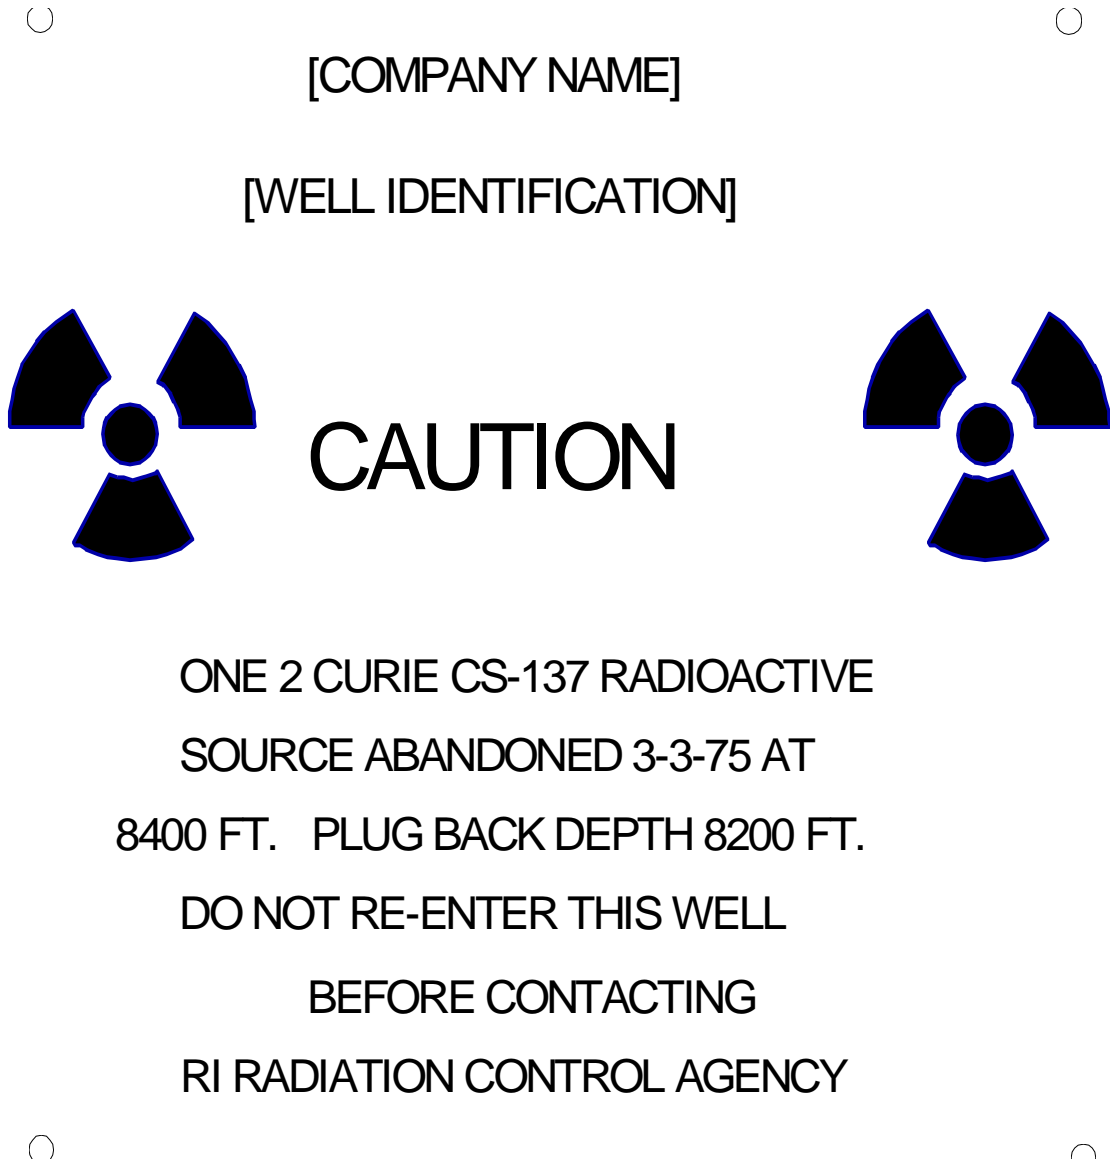 [COMPANY NAME]
[WELL IDENTIFICATION]
CAUTION
ONE 2 CURIE CS-137 RADIOACTIVE
SOURCE ABANDONED 3-3-75 AT
8400 FT. PLUG BACK DEPTH 8200 FT.
DO NOT RE-ENTER THIS WELL
BEFORE CONTACTING
RI RADIATION CONTROL AGENCY